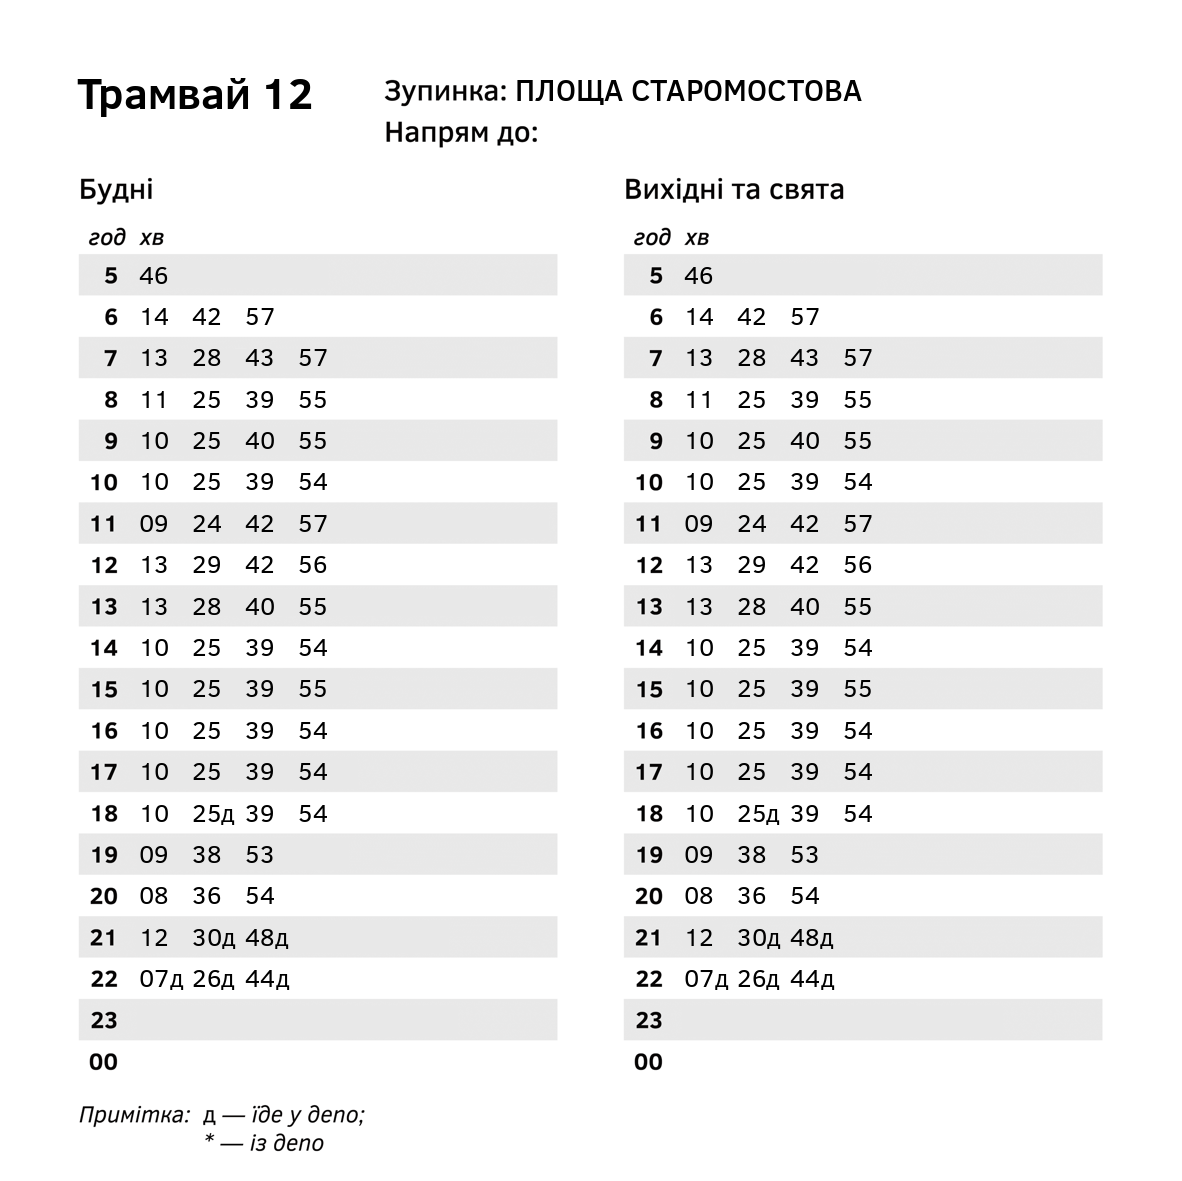 Трамвай 12
Зупинка: ПЛОЩА СТАРОМОСТОВА
Напрям до:
Будні
год хв
5 46
6 14 42 57
7 13 28 43 57
8 11 25 39 55
9 10 25 40 55
10 10 25 39 54
11 09 24 42 57
12 13 29 42 56
13 13 28 40 55
14 10 25 39 54
15 10 25 39 55
16 10 25 39 54
17 10 25 39 54
18 10 25д 39 54
19 09 38 53
20 08 36 54
21 12 30д 48д
22 07д 26д 44д
23
00
Вихідні та свята
год хв
5 46
6 14 42 57
7 13 28 43 57
8 11 25 39 55
9 10 25 40 55
10 10 25 39 54
11 09 24 42 57
12 13 29 42 56
13 13 28 40 55
14 10 25 39 54
15 10 25 39 55
16 10 25 39 54
17 10 25 39 54
18 10 25д 39 54
19 09 38 53
20 08 36 54
21 12 30д 48д
22 07д 26д 44д
23
00
Примітка: д — їде у депо;
* — із депо